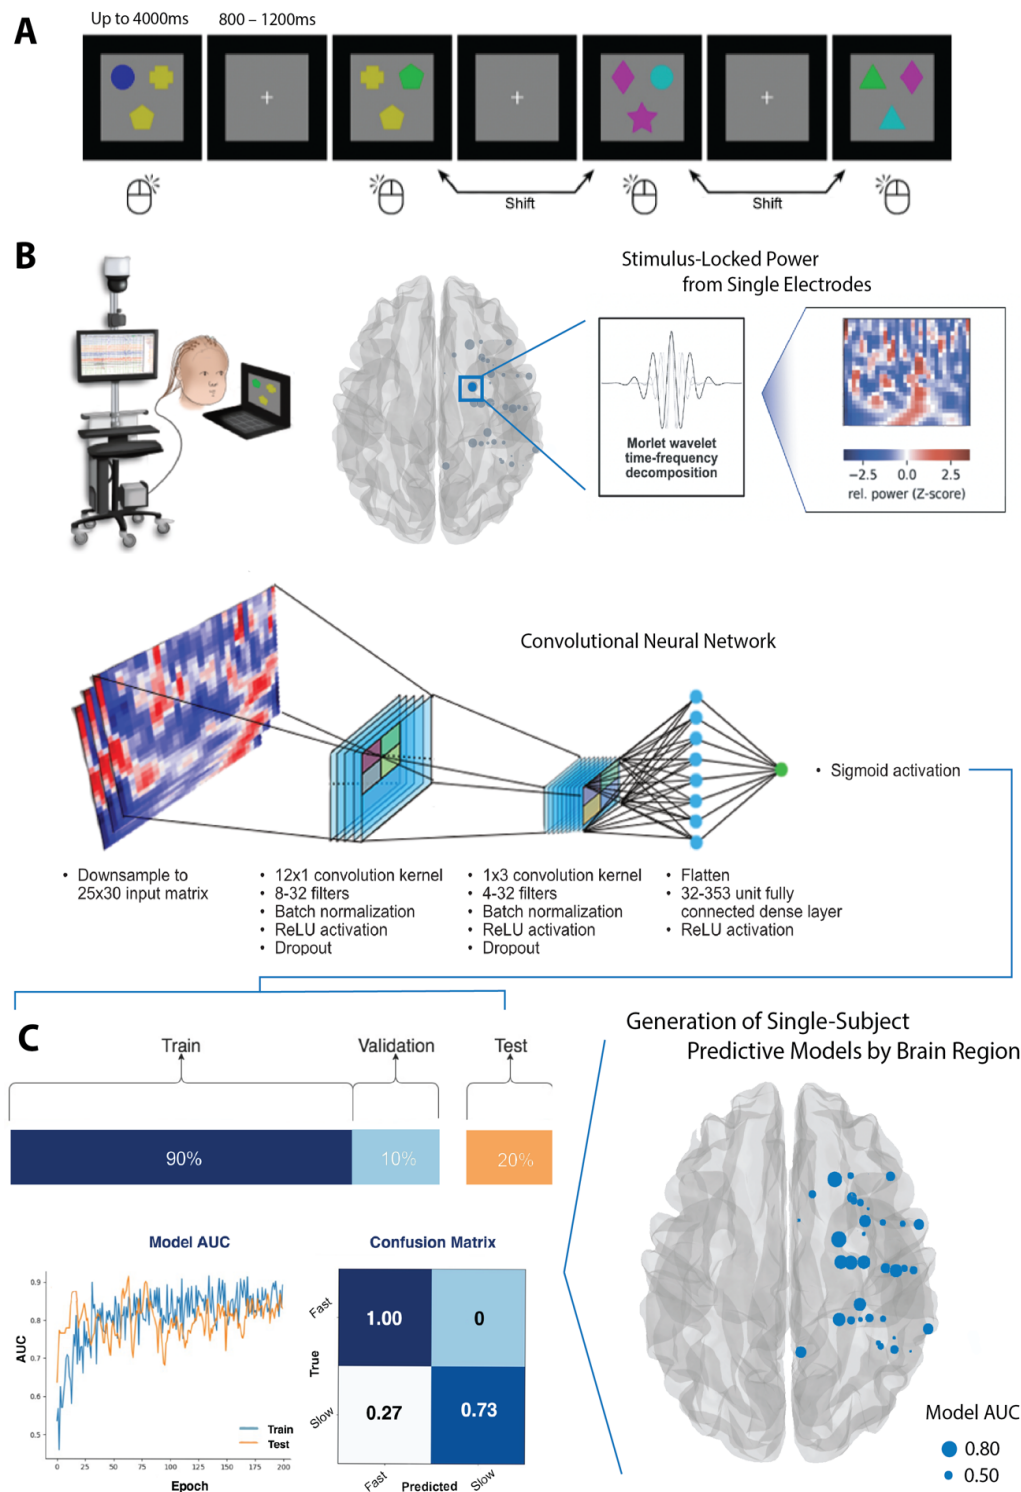 A
Up to 4000ms
800 – 1200ms
Shift
Shift
B
Stimulus-Locked Power
from Single Electrodes
Morlet wavelet
time-frequency
decomposition
−2.5 0.0 2.5
rel. power (Z-score)
Convolutional Neural Network
• Sigmoid activation
• Downsample to
25x30 input matrix
• 12x1 convolution kernel
• 8-32 filters
• Batch normalization
• ReLU activation
• Dropout
• 1x3 convolution kernel
• 4-32 filters
• Batch normalization
• ReLU activation
• Dropout
• Flatten
• 32-353 unit fully
connected dense layer
• ReLU activation
C
Train
Validation
Test
90%
10%
20%
Generation of Single-Subject
Predictive Models by Brain Region
Model AUC
0.9
0.8
0.7
0.6
0.5
AUC
Train
Test
0 25 50 75 100 125 150 175 200
Epoch
Confusion Matrix
Fast
True
Slow
1.00
0
0.27
0.73
Fast
Predicted
Slow
Model AUC
0.80
0.50